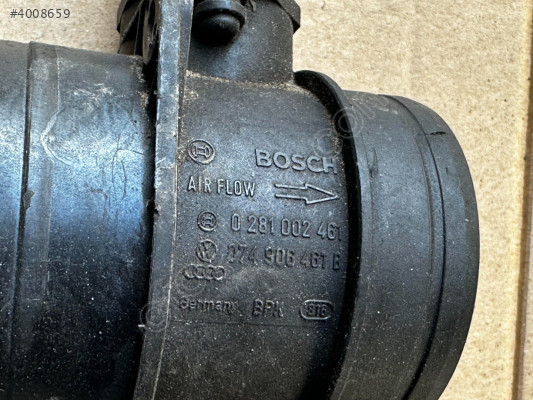 #4008659
BOSCH
AIR FLOW
0 281 002 461
074 906 461 B
Germany BPK